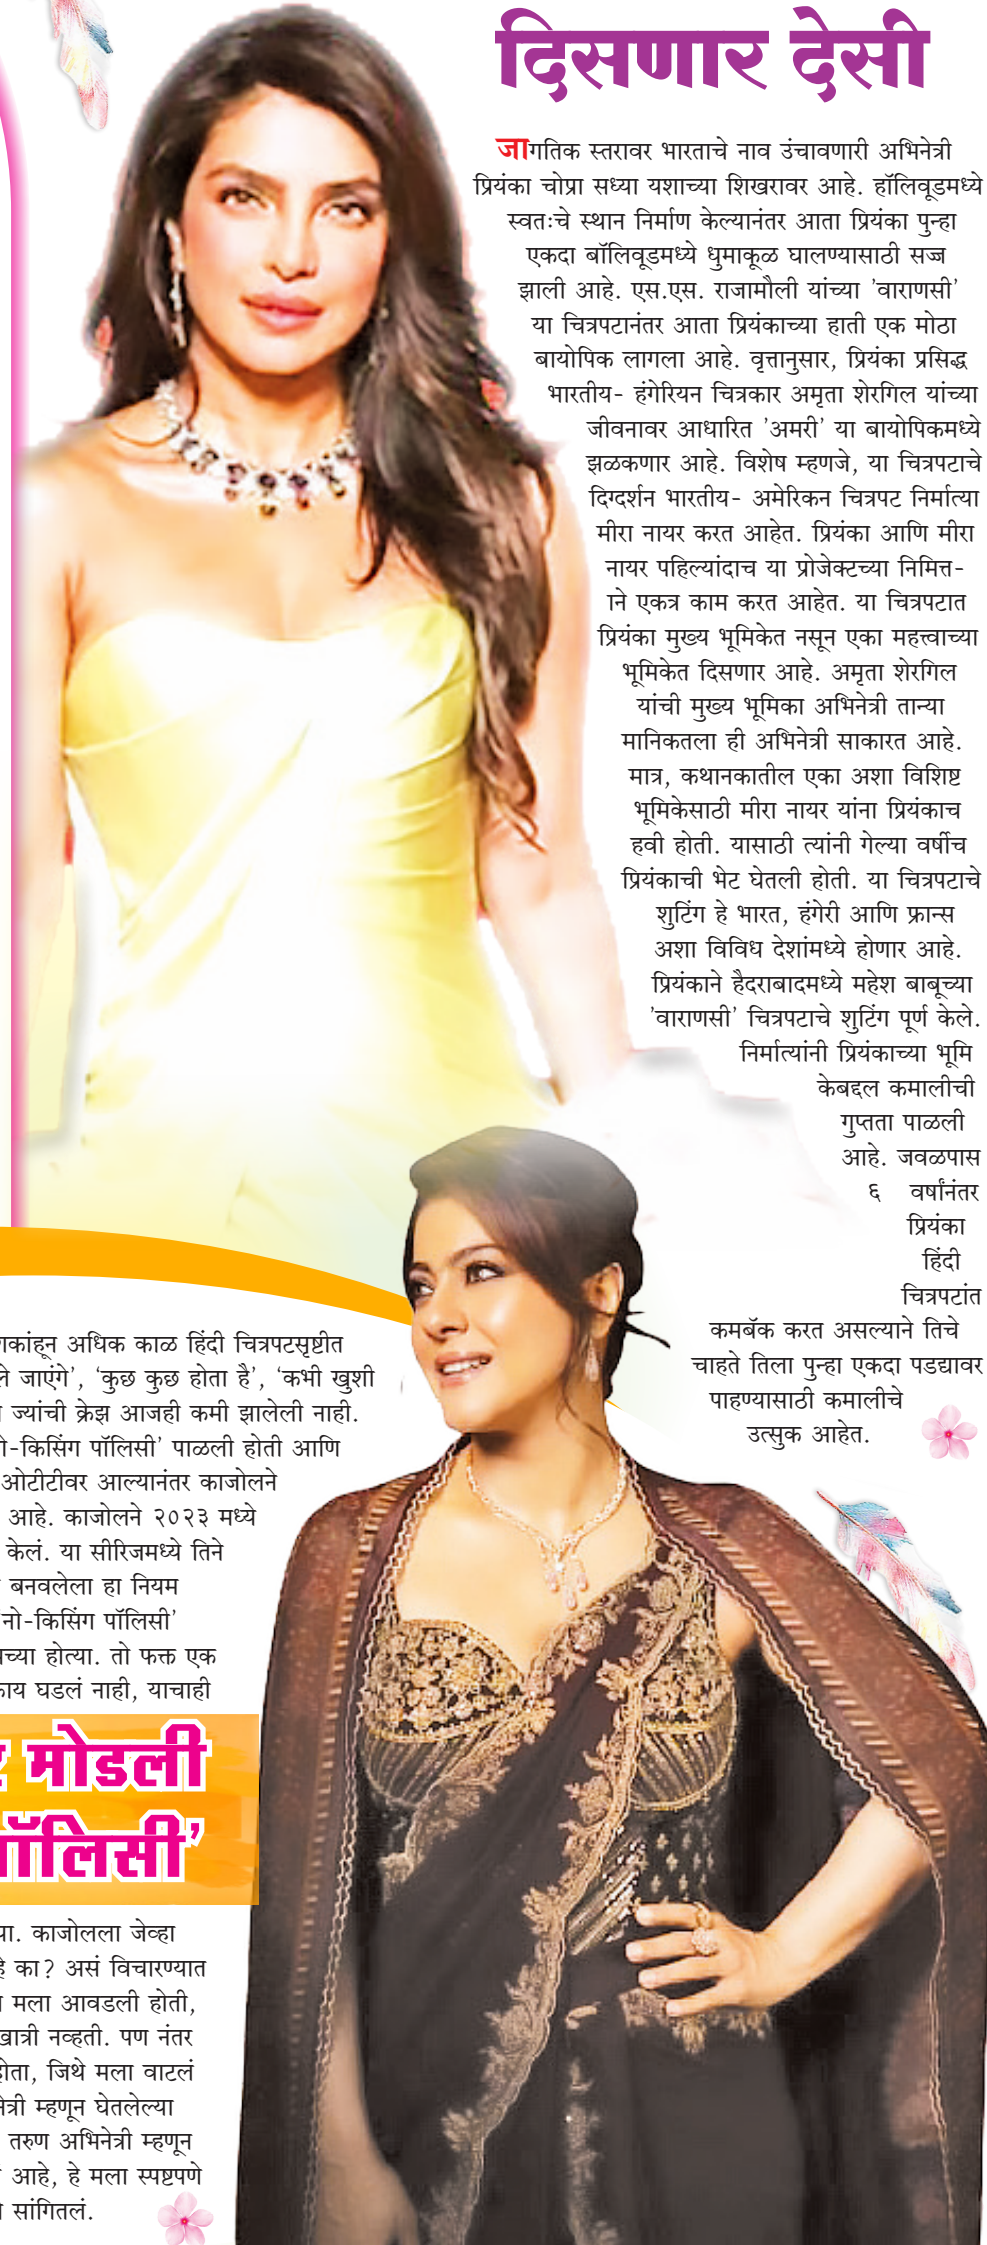 दिसणार देसी
जागतिक स्तरावर भारताचे नाव उंचावणारी अभिनेत्री
प्रियंका चोप्रा सध्या यशाच्या शिखरावर आहे. हॉलिवूडमध्ये
स्वतःचे स्थान निर्माण केल्यानंतर आता प्रियंका पुन्हा
एकदा बॉलिवूडमध्ये धुमाकूळ घालण्यासाठी सज्ज
झाली आहे. एस.एस. राजामौली यांच्या 'वाराणसी'
या चित्रपटानंतर आता प्रियंकाच्या हाती एक मोठा
बायोपिक लागला आहे. वृत्तानुसार, प्रियंका प्रसिद्ध
भारतीय- हंगेरियन चित्रकार अमृता शेरगिल यांच्या
जीवनावर आधारित 'अमरी' या बायोपिकमध्ये
झळकणार आहे. विशेष म्हणजे, या चित्रपटाचे
दिग्दर्शन भारतीय- अमेरिकन चित्रपट निर्मात्या
मीरा नायर करत आहेत. प्रियंका आणि मीरा
नायर पहिल्यांदाच या प्रोजेक्टच्या निमित्त-
ाने एकत्र काम करत आहेत. या चित्रपटात
प्रियंका मुख्य भूमिकेत नसून एका महत्त्वाच्या
भूमिकेत दिसणार आहे. अमृता शेरगिल
यांची मुख्य भूमिका अभिनेत्री तान्या
मानिकतला ही अभिनेत्री साकारत आहे.
मात्र, कथानकातील एका अशा विशिष्ट
भूमिकेसाठी मीरा नायर यांना प्रियंकाच
हवी होती. यासाठी त्यांनी गेल्या वर्षीच
प्रियंकाची भेट घेतली होती. या चित्रपटाचे
शुटिंग हे भारत, हंगेरी आणि फ्रान्स
अशा विविध देशांमध्ये होणार आहे.
प्रियंकाने हैदराबादमध्ये महेश बाबूच्या
'वाराणसी' चित्रपटाचे शुटिंग पूर्ण केले.
निर्मात्यांनी प्रियंकाच्या भूमि
केबद्दल कमालीची
गुप्तता पाळली
आहे. जवळपास
६ वर्षांनंतर
प्रियंका
हिंदी
चित्रपटांत
कमबॅक करत असल्याने तिचे
चाहते तिला पुन्हा एकदा पडद्यावर
पाहण्यासाठी कमालीचे
उत्सुक आहेत.
अधिक काळ हिंदी चित्रपटसृष्टीत
जाएंगे', 'कुछ कुछ होता है', 'कभी खुशी
ज्यांची क्रेझ आजही कमी झालेली नाही.
नो-किसिंग पॉलिसी' पाळली होती आणि
ओटीटीवर आल्यानंतर काजोलने
आहे. काजोलने २०२३ मध्ये
केलं. या सीरिजमध्ये तिने
बनवलेला हा नियम
नो-किसिंग पॉलिसी'
होत्या. तो फक्त एक
काय घडलं नाही, याचाही
मोडली
पॉलिसी'
काजोलला जेव्हा
का? असं विचारण्यात
मला आवडली होती,
खात्री नव्हती. पण नंतर
होता, जिथे मला वाटलं
म्हणून घेतलेल्या
तरुण अभिनेत्री म्हणून
आहे, हे मला स्पष्टपणे
सांगितलं.